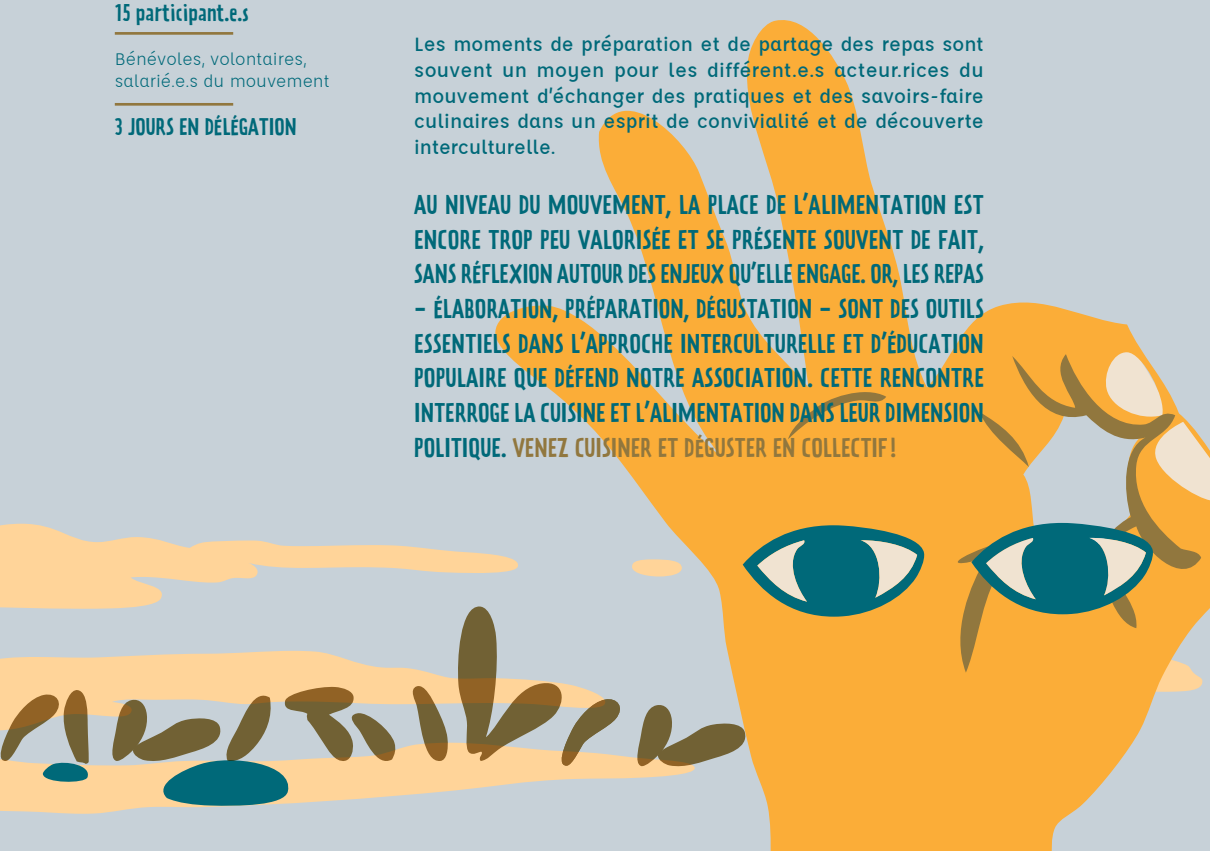 15 participant.e.s
Bénévoles, volontaires,
salarié.e.s du mouvement
3 JOURS EN DÉLÉGATION
Les moments de préparation et de partage des repas sont
souvent un moyen pour les différent.e.s acteur.rices du
mouvement d'échanger des pratiques et des savoirs-faire
culinaires dans un esprit de convivialité et de découverte
interculturelle.
AU NIVEAU DU MOUVEMENT, LA PLACE DE L'ALIMENTATION EST
ENCORE TROP PEU VALORISÉE ET SE PRÉSENTE SOUVENT DE FAIT,
SANS RÉFLEXION AUTOUR DES ENJEUX QU'ELLE ENGAGE. OR, LES REPAS
– ÉLABORATION, PRÉPARATION, DÉGUSTATION – SONT DES OUTILS
ESSENTIELS DANS L'APPROCHE INTERCULTURELLE ET D'ÉDUCATION
POPULAIRE QUE DÉFEND NOTRE ASSOCIATION. CETTE RENCONTRE
INTERROGE LA CUISINE ET L'ALIMENTATION DANS LEUR DIMENSION
POLITIQUE. VENEZ CUISINER ET DÉGUSTER EN COLLECTIF !